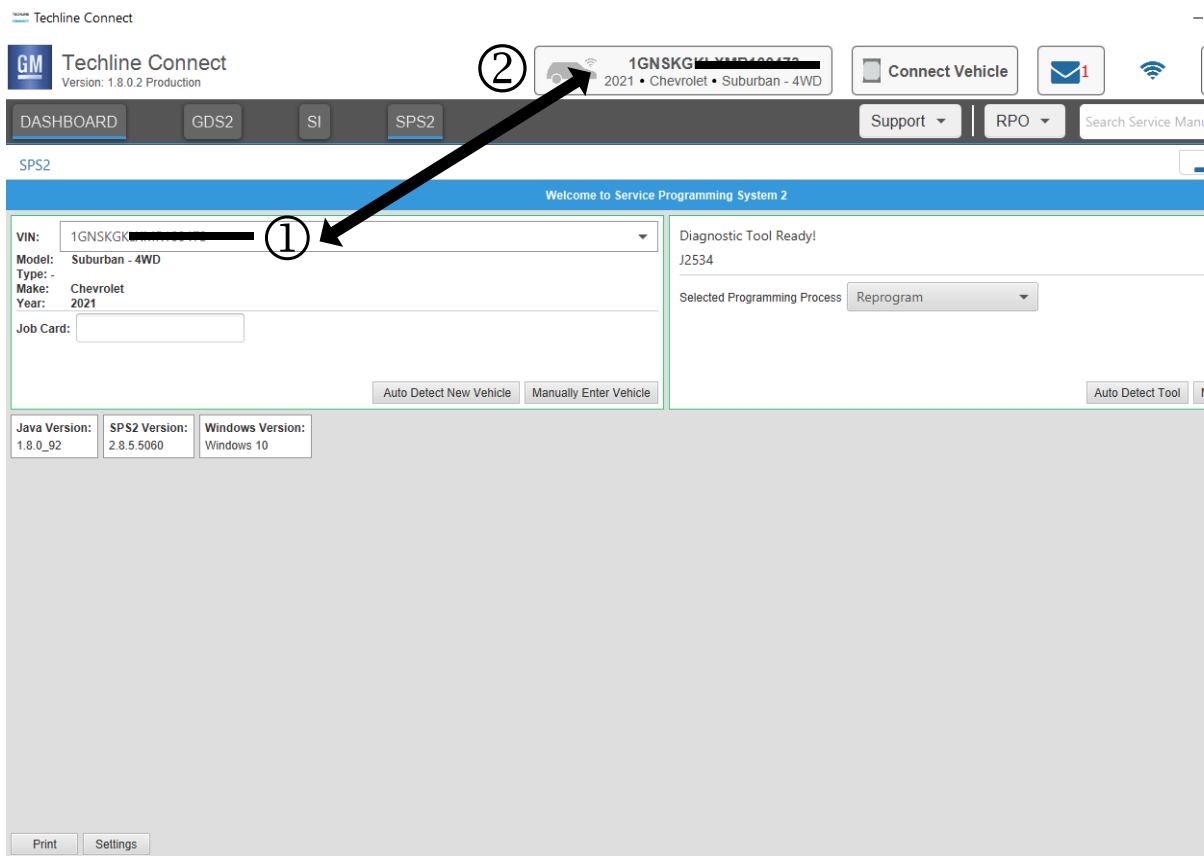 Techline Connect
GM
Techline Connect
Version: 1.8.0.2 Production
②
1GNSKG
2021 • Chevrolet • Suburban - 4WD
Connect Vehicle
1
DASHBOARD
GDS2
SI
SPS2
Support
RPO
Search Service Manu
SPS2
Welcome to Service Programming System 2
VIN:
1GNSKGK
①
Model: Suburban - 4WD
Type: -
Make: Chevrolet
Year: 2021
Job Card:
Auto Detect New Vehicle
Manually Enter Vehicle
Diagnostic Tool Ready!
J2534
Selected Programming Process
Reprogram
Auto Detect Tool
Java Version:
1.8.0_92
SPS2 Version:
2.8.5.5060
Windows Version:
Windows 10
Print
Settings